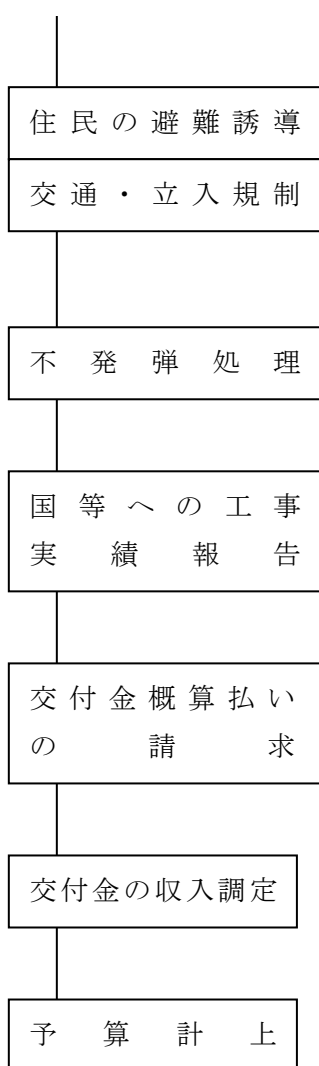 住民の避難誘導
交通・立入規制
不発弾処理
国等への工事
実績報告
交付金概算払い
の請求
交付金の収入調定
予算計上